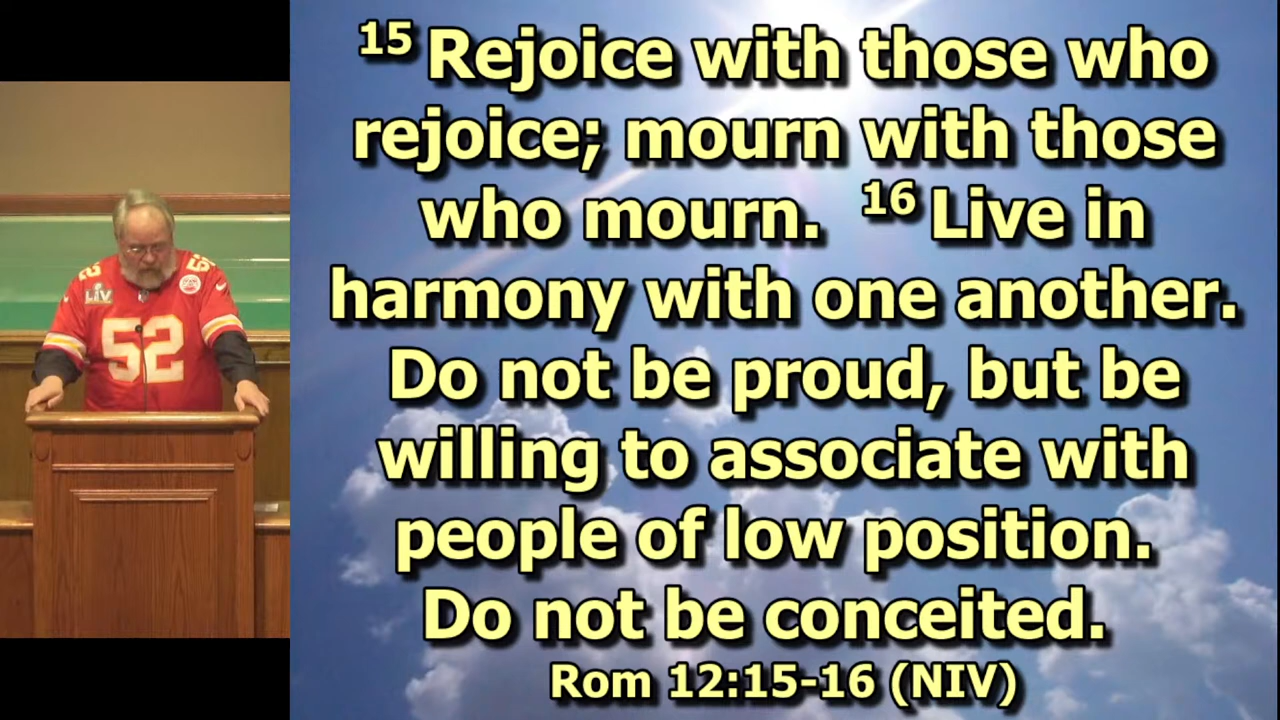 15 Rejoice with those who
rejoice; mourn with those
who mourn. 16 Live in
harmony with one another.
Do not be proud, but be
willing to associate with
people of low position.
Do not be conceited.
Rom 12:15-16 (NIV)
52
LIV
52